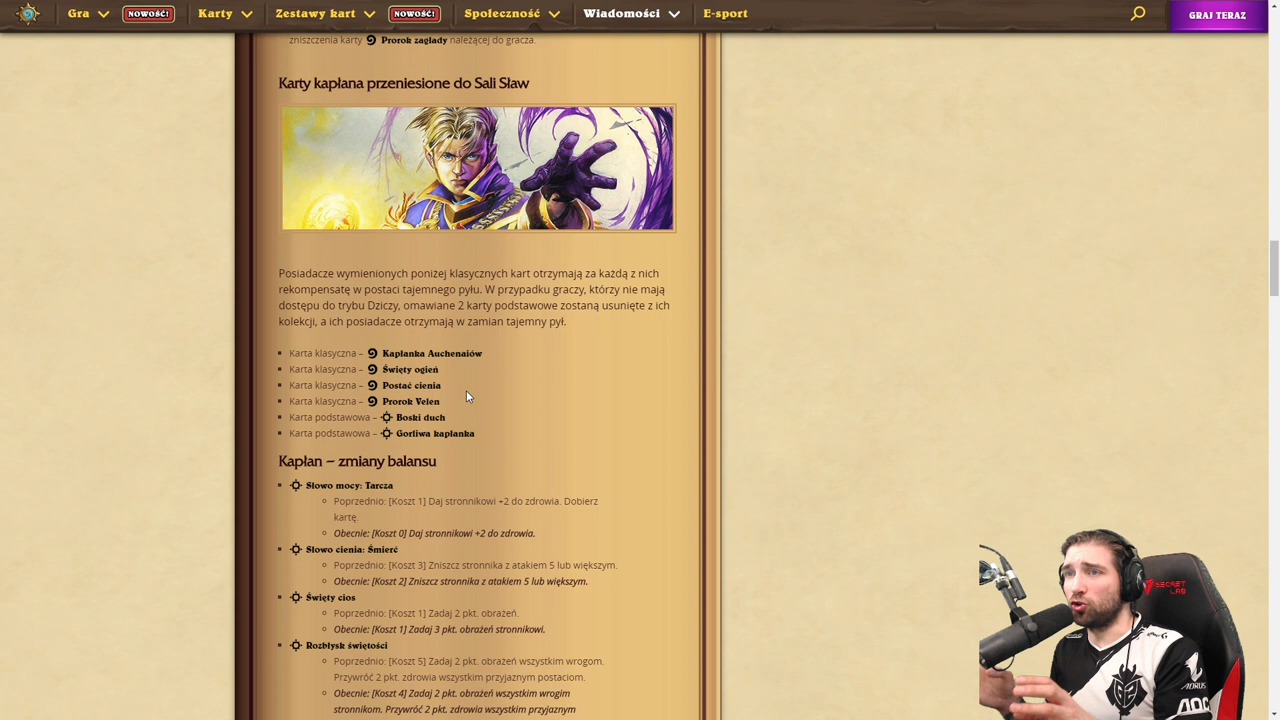 Gra
NOWOŚĆ!
Karty
Zestawy kart
NOWOŚĆ!
Społeczność
Wiadomości
E-sport
GRAJ TERAZ
zniszczenia karty Prorok zagłady należącej do gracza.
Karty kapłana przeniesione do Sali Sław
Posiadacze wymienionych poniżej klasycznych kart otrzymają za każdą z nich
rekompensatę w postaci tajemnego pyłu. W przypadku graczy, którzy nie mają
dostępu do trybu Dziczy, omawiane 2 karty podstawowe zostaną usunięte z ich
kolekcji, a ich posiadacze otrzymają w zamian tajemny pył.
Karta klasyczna – Kapłanka Auchenaiów
Karta klasyczna – Święty ogień
Karta klasyczna – Postać cienia
Karta klasyczna – Prorok Velen
Karta podstawowa – Boski duch
Karta podstawowa – Gorliwa kapłanka
Kapłan – zmiany balansu
Słowo mocy: Tarcza
Poprzednio: [Koszt 1] Daj stronnikowi +2 do zdrowia. Dobierz
kartę.
Obecnie: [Koszt 0] Daj stronnikowi +2 do zdrowia.
Słowo cienia: Śmierć
Poprzednio: [Koszt 3] Zniszcz stronnika z atakiem 5 lub większym.
Obecnie: [Koszt 2] Zniszcz stronnika z atakiem 5 lub większym.
Święty cios
Poprzednio: [Koszt 1] Zadaj 2 pkt. obrażeń.
Obecnie: [Koszt 1] Zadaj 3 pkt. obrażeń stronnikowi.
Rozbłysk świętości
Poprzednio: [Koszt 5] Zadaj 2 pkt. obrażeń wszystkim wrogom.
Przywróć 2 pkt. zdrowia wszystkim przyjaznym postaciom.
Obecnie: [Koszt 4] Zadaj 2 pkt. obrażeń wszystkim wrogim
stronnikom. Przywróć 2 pkt. zdrowia wszystkim przyjaznym
SECRET
LAB
AORUS
AOC